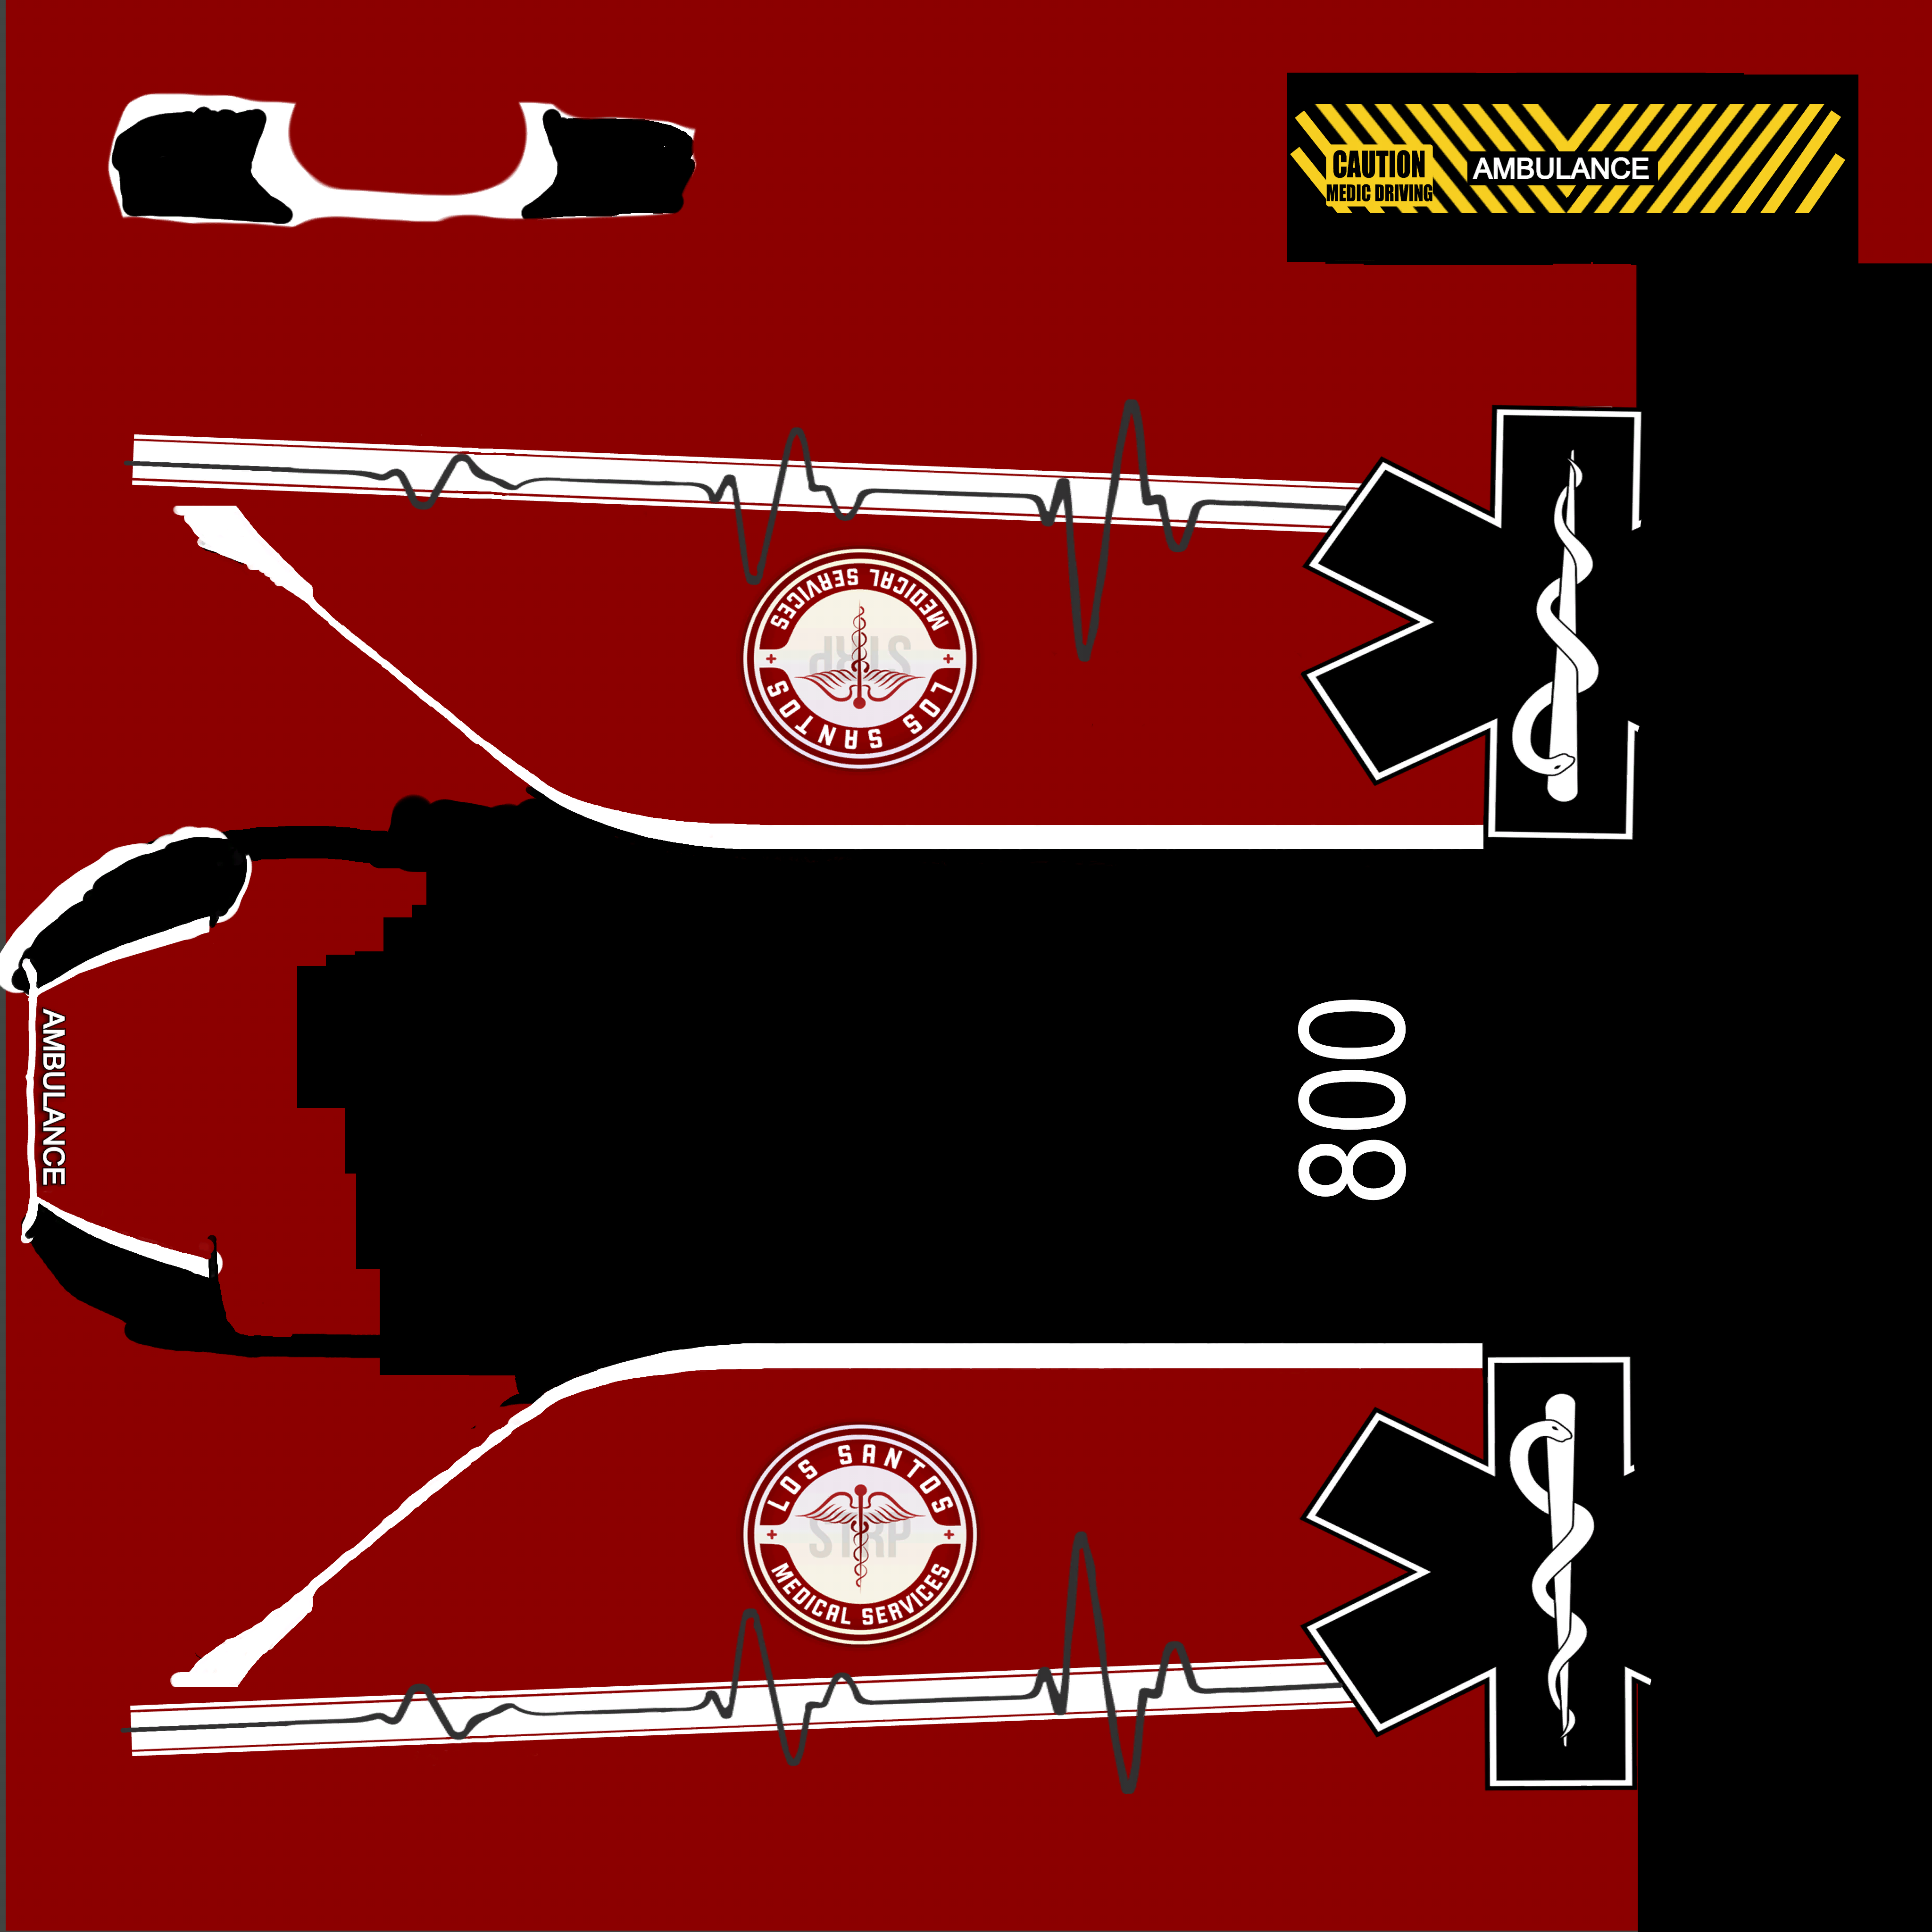 CAUTION
MEDIC DRIVING
AMBULANCE
MEDICAL SERVICES
STRP
LOS SANTOS
AMBULANCE
800
LOS SANTOS
STRP
MEDICAL SERVICES